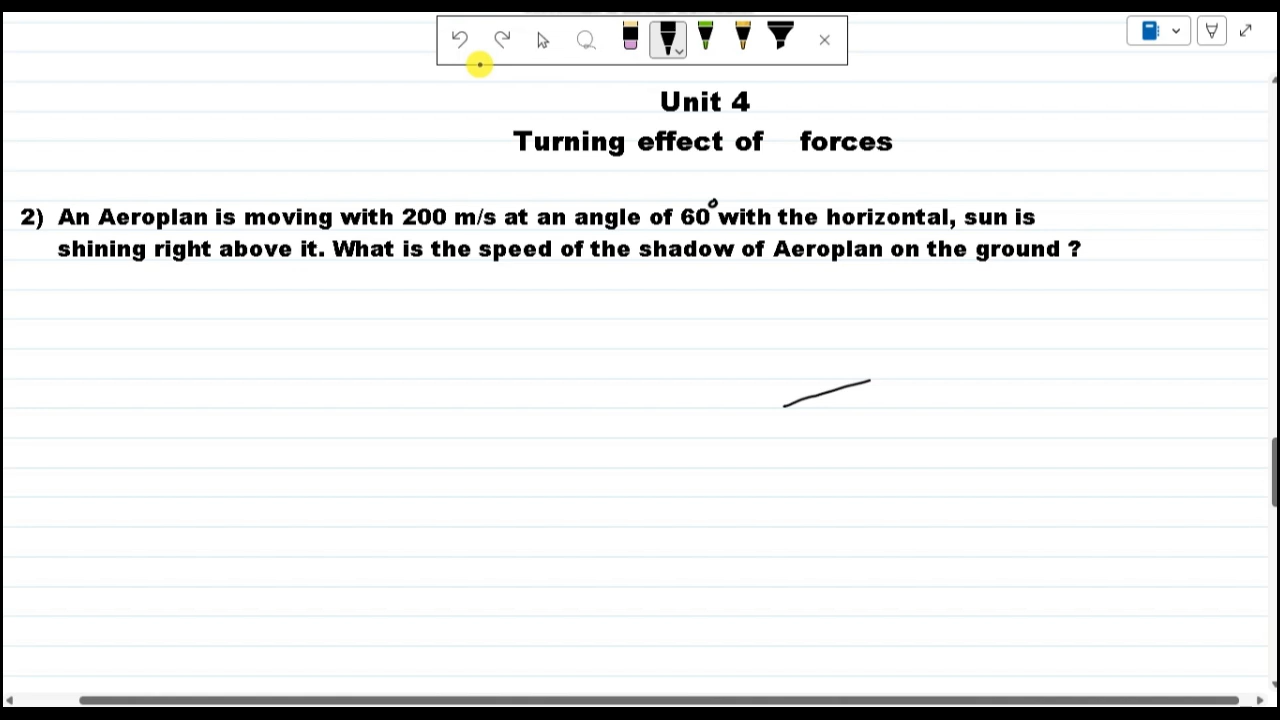 Unit 4
Turning effect of forces
2) An Aeroplan is moving with 200 m/s at an angle of 60° with the horizontal, sun is
shining right above it. What is the speed of the shadow of Aeroplan on the ground ?